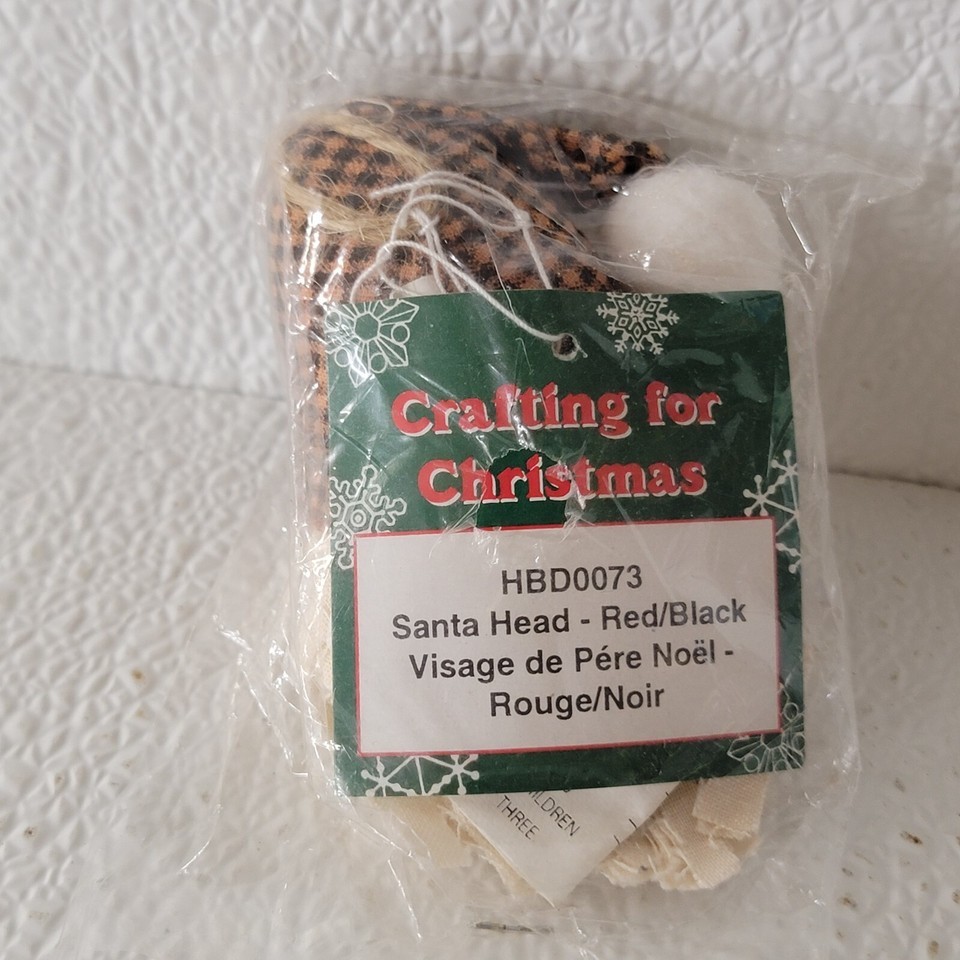 Crafting for
Christmas
HBD0073
Santa Head - Red/Black
Visage de Pére Noël -
Rouge/Noir
THREE